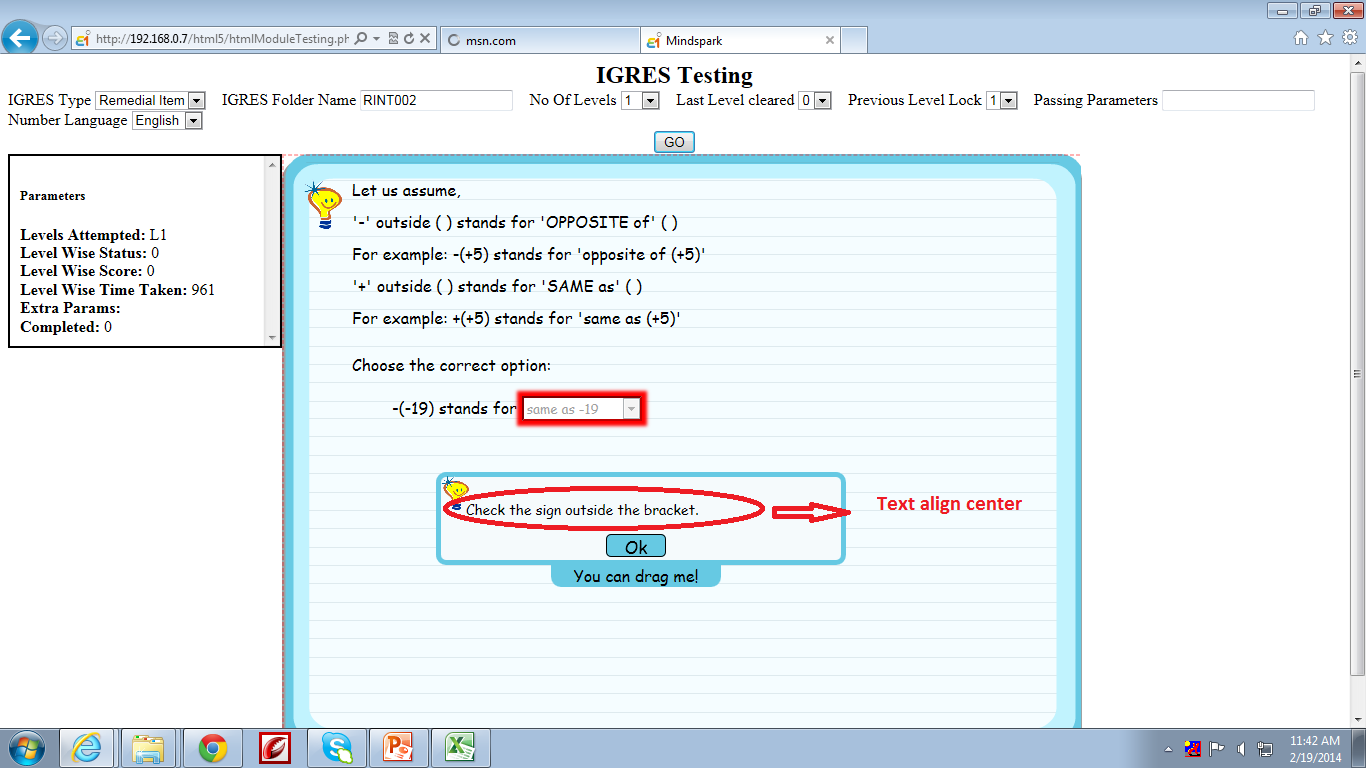 http://192.168.0.7/html5/htmlModuleTesting.ph
msn.com
Mindspark
IGRES Testing
IGRES Type Remedial Item IGRES Folder Name RINT002 No Of Levels 1 Last Level cleared 0 Previous Level Lock 1 Passing Parameters
Number Language English
GO
Parameters
Levels Attempted: L1
Level Wise Status: 0
Level Wise Score: 0
Level Wise Time Taken: 961
Extra Params:
Completed: 0
Let us assume,
'-' outside ( ) stands for 'OPPOSITE of' ( )
For example: -(+5) stands for 'opposite of (+5)'
'+' outside ( ) stands for 'SAME as' ( )
For example: +(+5) stands for 'same as (+5)'
Choose the correct option:
-(-19) stands for same as -19
Check the sign outside the bracket.
Text align center
Ok
You can drag me!
11:42 AM
2/19/2014